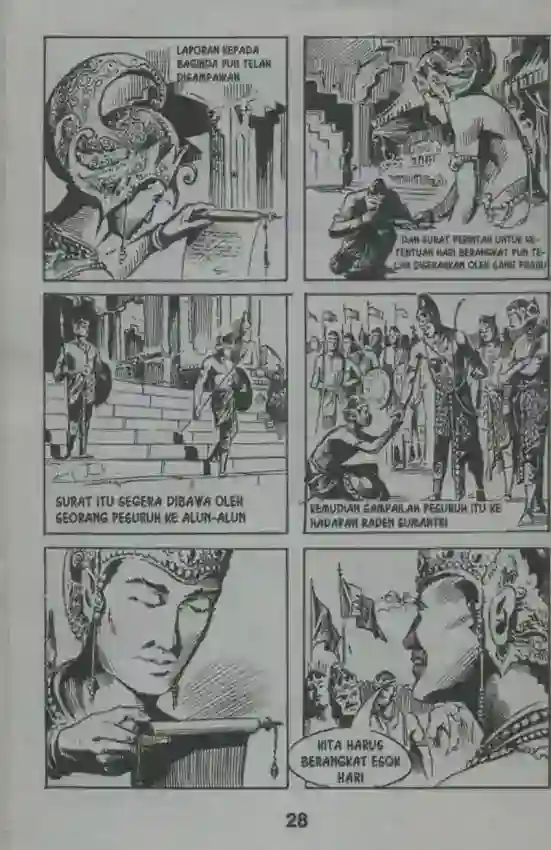 LAPORAN KEPADA
BAGINDA PUN TELAH
DISAMPAIKAN
DAN SURAT PERINTAH UNTUK KE-
TENTUAN HARI BERANGKAT PUN TE-
LAH DISERAHKAN OLEH SANG PRABU
SURAT ITU SEGERA DIBAWA OLEH
SEORANG PESURUH KE ALUN-ALUN
KEMUDIAN SAMPAILAH PESURUH ITU KE
HADAPAN RADEN SUMANTRI
KITA HARUS
BERANGKAT ESOK
HARI
28